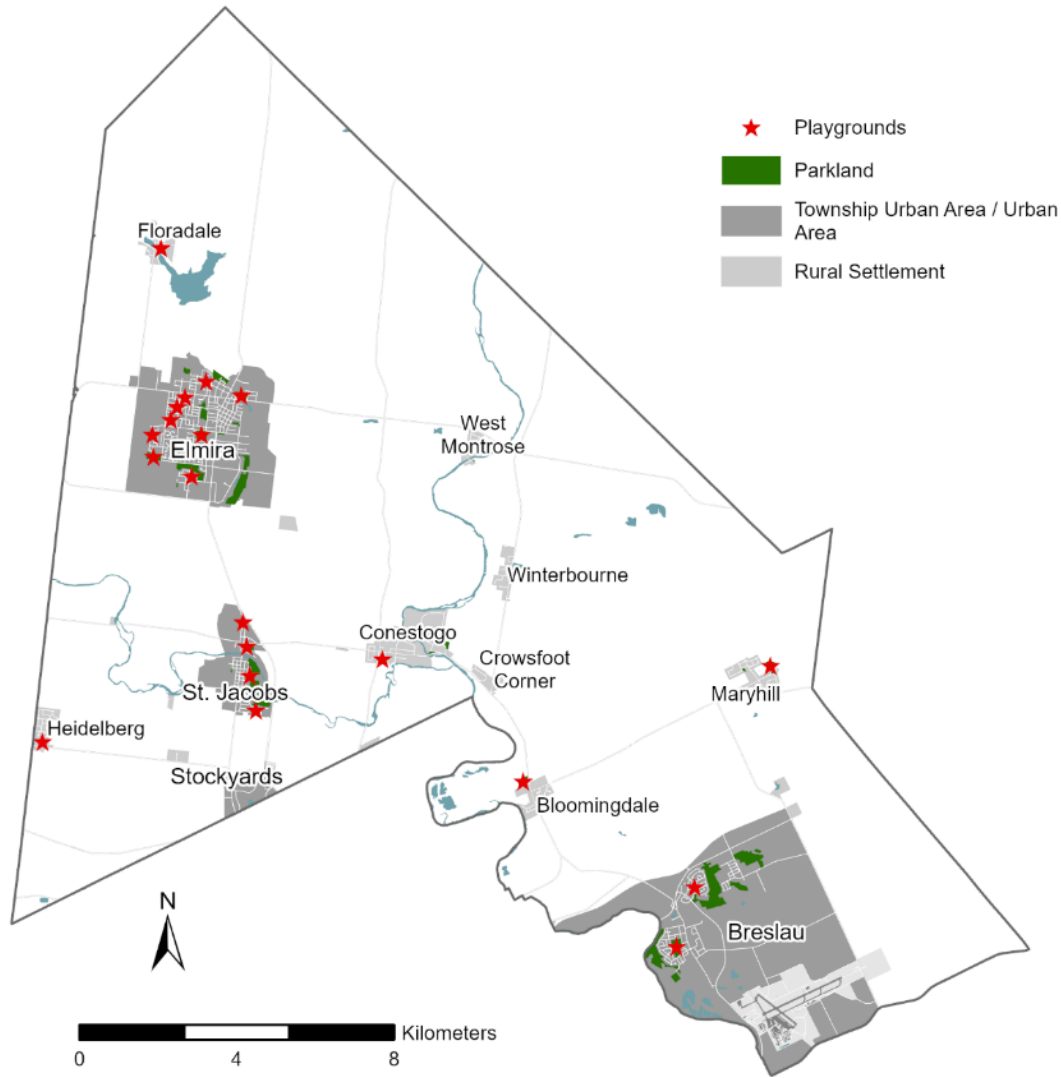 Playgrounds
Parkland
Township Urban Area / Urban
Area
Rural Settlement
Floradale
West
Montrose
Elmira
Winterbourne
Conestogo
Crowsfoot
Corner
St. Jacobs
Maryhill
Heidelberg
Stockyards
Bloomingdale
N
Breslau
Kilometers
0 4 8